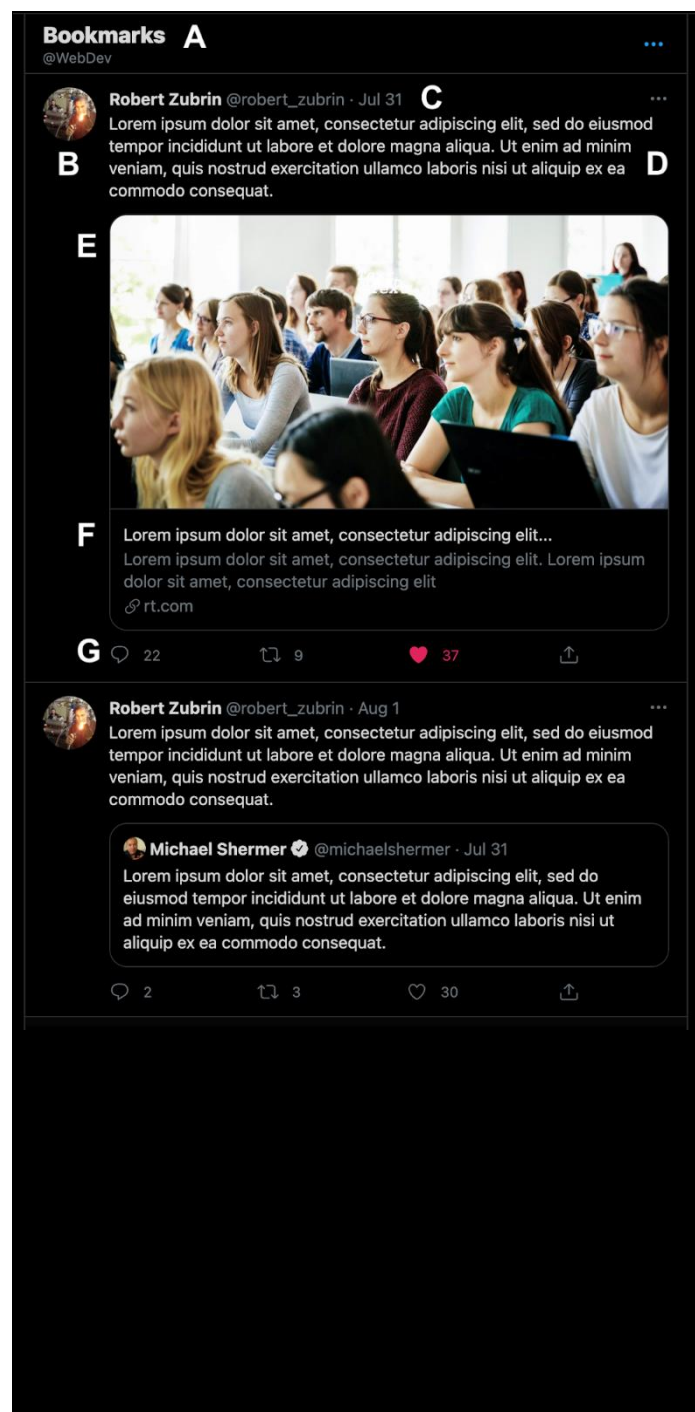 Bookmarks A
@WebDev
...
Robert Zubrin @robert_zubrin · Jul 31 C ...
Lorem ipsum dolor sit amet, consectetur adipiscing elit, sed do eiusmod
tempor incididunt ut labore et dolore magna aliqua. Ut enim ad minim
B veniam, quis nostrud exercitation ullamco laboris nisi ut aliquip ex ea D
commodo consequat.
E
F Lorem ipsum dolor sit amet, consectetur adipiscing elit...
Lorem ipsum dolor sit amet, consectetur adipiscing elit. Lorem ipsum
dolor sit amet, consectetur adipiscing elit
rt.com
G 22 9 37
Robert Zubrin @robert_zubrin · Aug 1 ...
Lorem ipsum dolor sit amet, consectetur adipiscing elit, sed do eiusmod
tempor incididunt ut labore et dolore magna aliqua. Ut enim ad minim
veniam, quis nostrud exercitation ullamco laboris nisi ut aliquip ex ea
commodo consequat.
Michael Shermer @michaelshermer · Jul 31
Lorem ipsum dolor sit amet, consectetur adipiscing elit, sed do
eiusmod tempor incididunt ut labore et dolore magna aliqua. Ut enim
ad minim veniam, quis nostrud exercitation ullamco laboris nisi ut
aliquip ex ea commodo consequat.
2 3 30